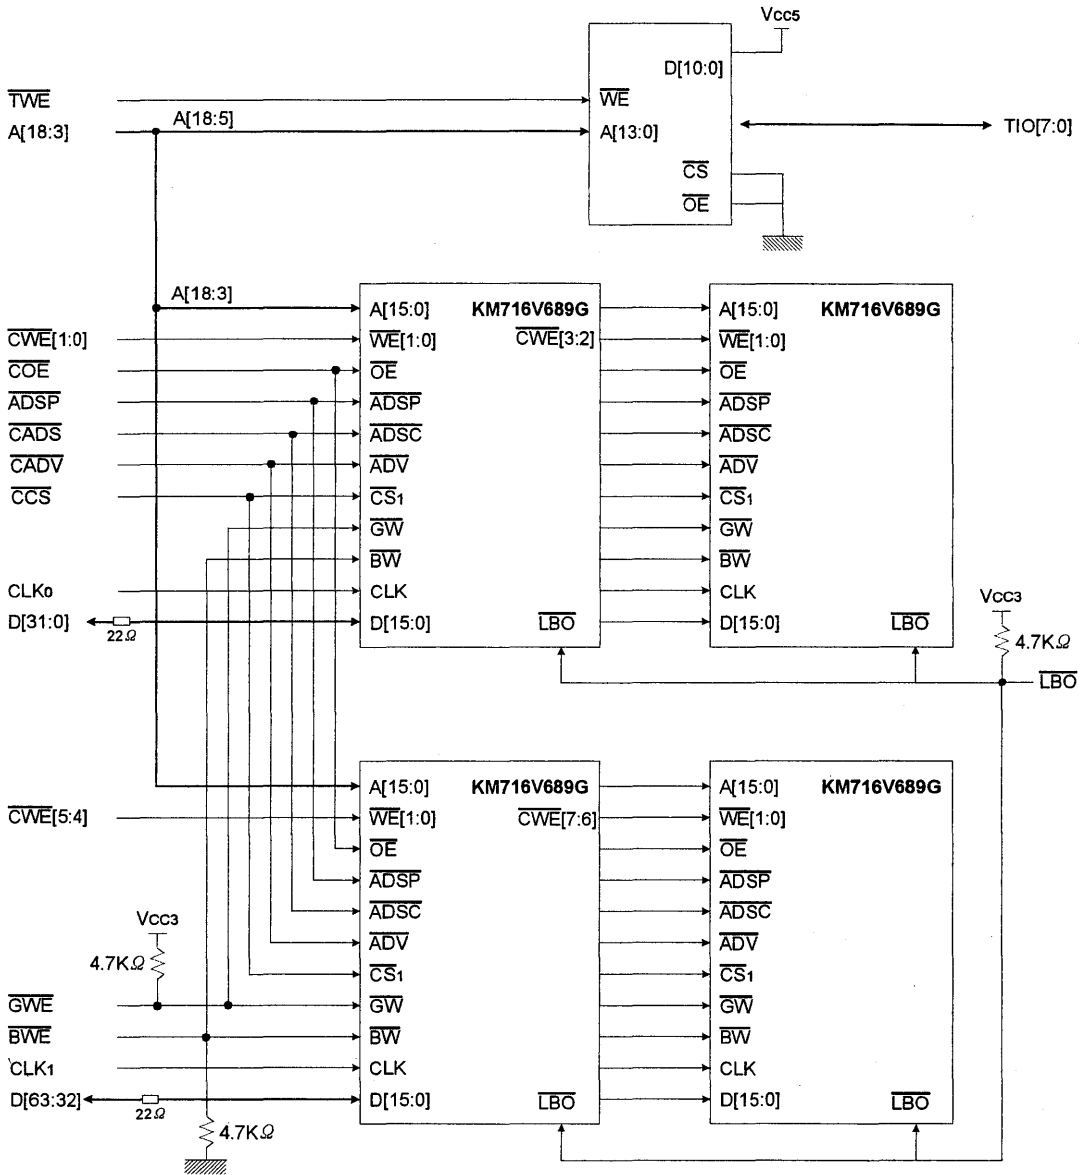 Vcc5
D[10:0]
TWE WE
A[18:3] A[18:5] A[13:0] TIO[7:0]
CS
OE
A[18:3] A[15:0] KM716V689G A[15:0] KM716V689G
CWE[1:0] WE[1:0] CWE[3:2] WE[1:0]
COE OE OE
ADSP ADSP ADSP
CADS ADSC ADSC
CADV ADV ADV
CCS CS1 CS1
GW GW
BW BW
CLK0 CLK CLK
Vcc3
D[31:0] 22Ω D[15:0] LBO D[15:0] LBO
4.7KΩ
LBO
A[15:0] KM716V689G A[15:0] KM716V689G
CWE[5:4] WE[1:0] CWE[7:6] WE[1:0]
OE OE
ADSP ADSP
ADSC ADSC
Vcc3
ADV ADV
4.7KΩ CS1 CS1
GWE GW GW
BWE BW BW
CLK1 CLK CLK
D[63:32] 22Ω D[15:0] LBO D[15:0] LBO
4.7KΩ